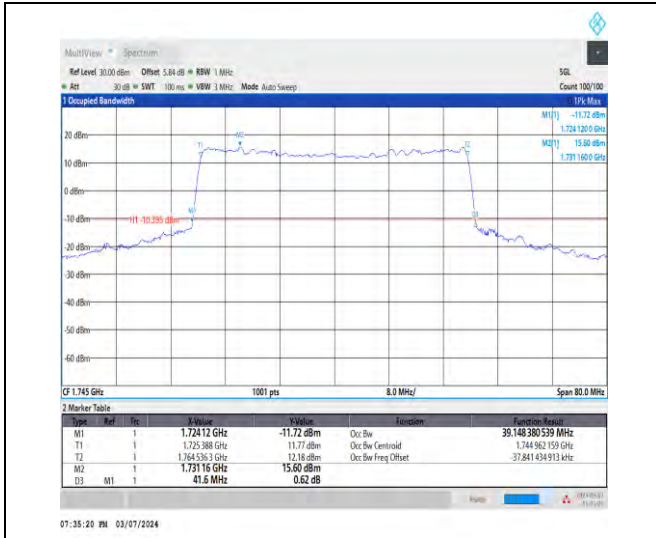 MultiView Spectrum
Ref Level 30.00 dBm Offset 5.84 dB RBW 1 MHz SGL
Att 30 dB SWT 100 ms VBW 3 MHz Mode Auto Sweep Count 100/100
1 Occupied Bandwidth 1Pk Max
M1[1] -11.72 dBm
1.724 120 0 GHz
M2[1] 15.60 dBm
1.731 160 0 GHz
20 dBm
T1 M2 T2
10 dBm
0 dBm
M1 D3
-10 dBm H1 -10.395 dBm
-20 dBm
-30 dBm
-40 dBm
-50 dBm
-60 dBm
CF 1.745 GHz 1001 pts 8.0 MHz/ Span 80.0 MHz
2 Marker Table
Type Ref Trc X-Value Y-Value Function Function Result
M1 1 1.724 12 GHz -11.72 dBm Occ Bw 39.148 380 539 MHz
T1 1 1.725 388 GHz 11.77 dBm Occ Bw Centroid 1.744 962 159 GHz
T2 1 1.764 536 3 GHz 12.18 dBm Occ Bw Freq Offset -37.841 434 913 kHz
M2 1 1.731 16 GHz 15.60 dBm
D3 M1 1 41.6 MHz 0.62 dB
07:35:20 PM 03/07/2024